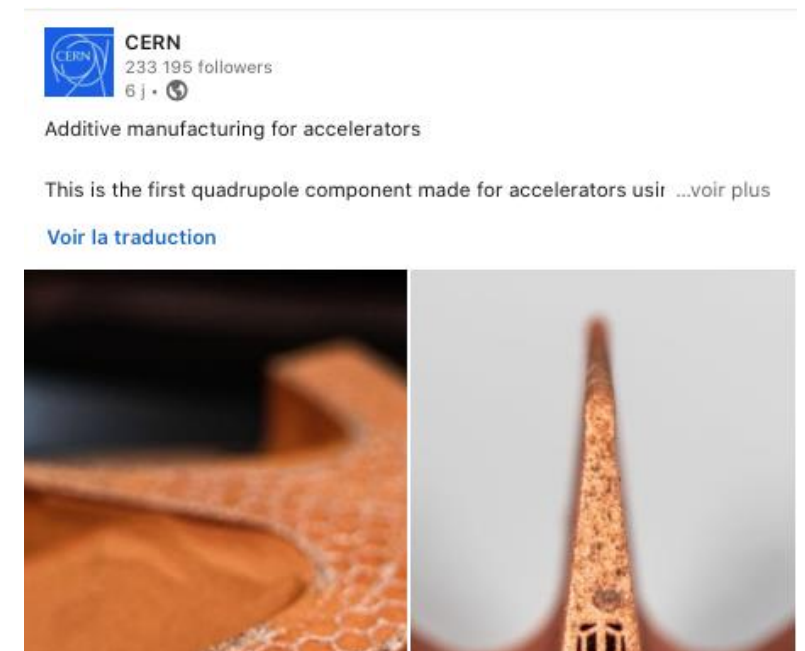 CERN
CERN
233 195 followers
6 j •
Additive manufacturing for accelerators
This is the first quadrupole component made for accelerators usin ...voir plus
Voir la traduction